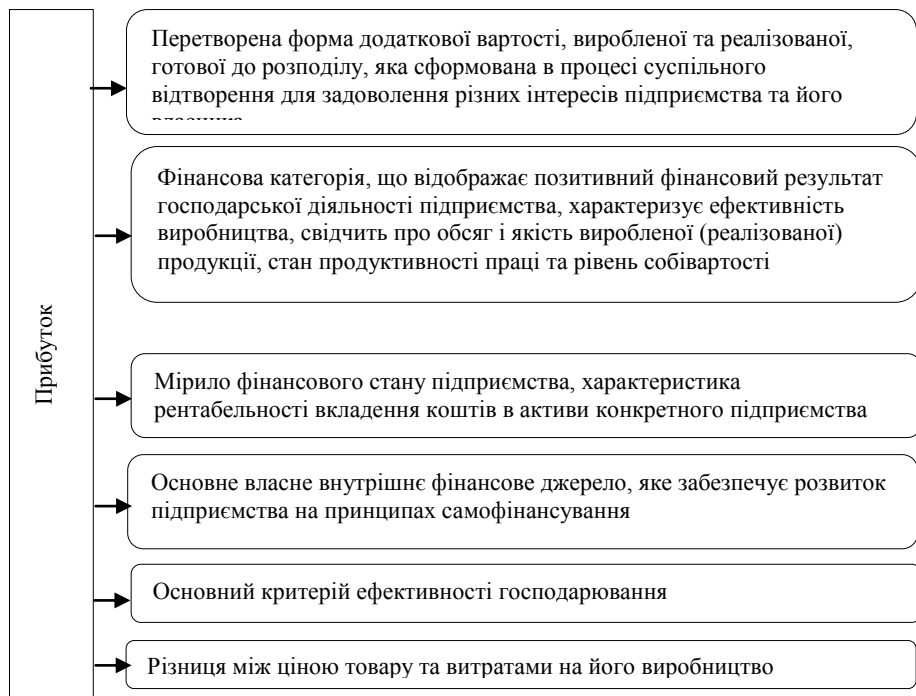 Прибуток
Перетворена форма додаткової вартості, виробленої та реалізованої,
готової до розподілу, яка сформована в процесі суспільного
відтворення для задоволення різних інтересів підприємства та його
Фінансова категорія, що відображає позитивний фінансовий результат
господарської діяльності підприємства, характеризує ефективність
виробництва, свідчить про обсяг і якість виробленої (реалізованої)
продукції, стан продуктивності праці та рівень собівартості
Мірило фінансового стану підприємства, характеристика
рентабельності вкладення коштів в активи конкретного підприємства
Основне власне внутрішнє фінансове джерело, яке забезпечує розвиток
підприємства на принципах самофінансування
Основний критерій ефективності господарювання
Різниця між ціною товару та витратами на його виробництво